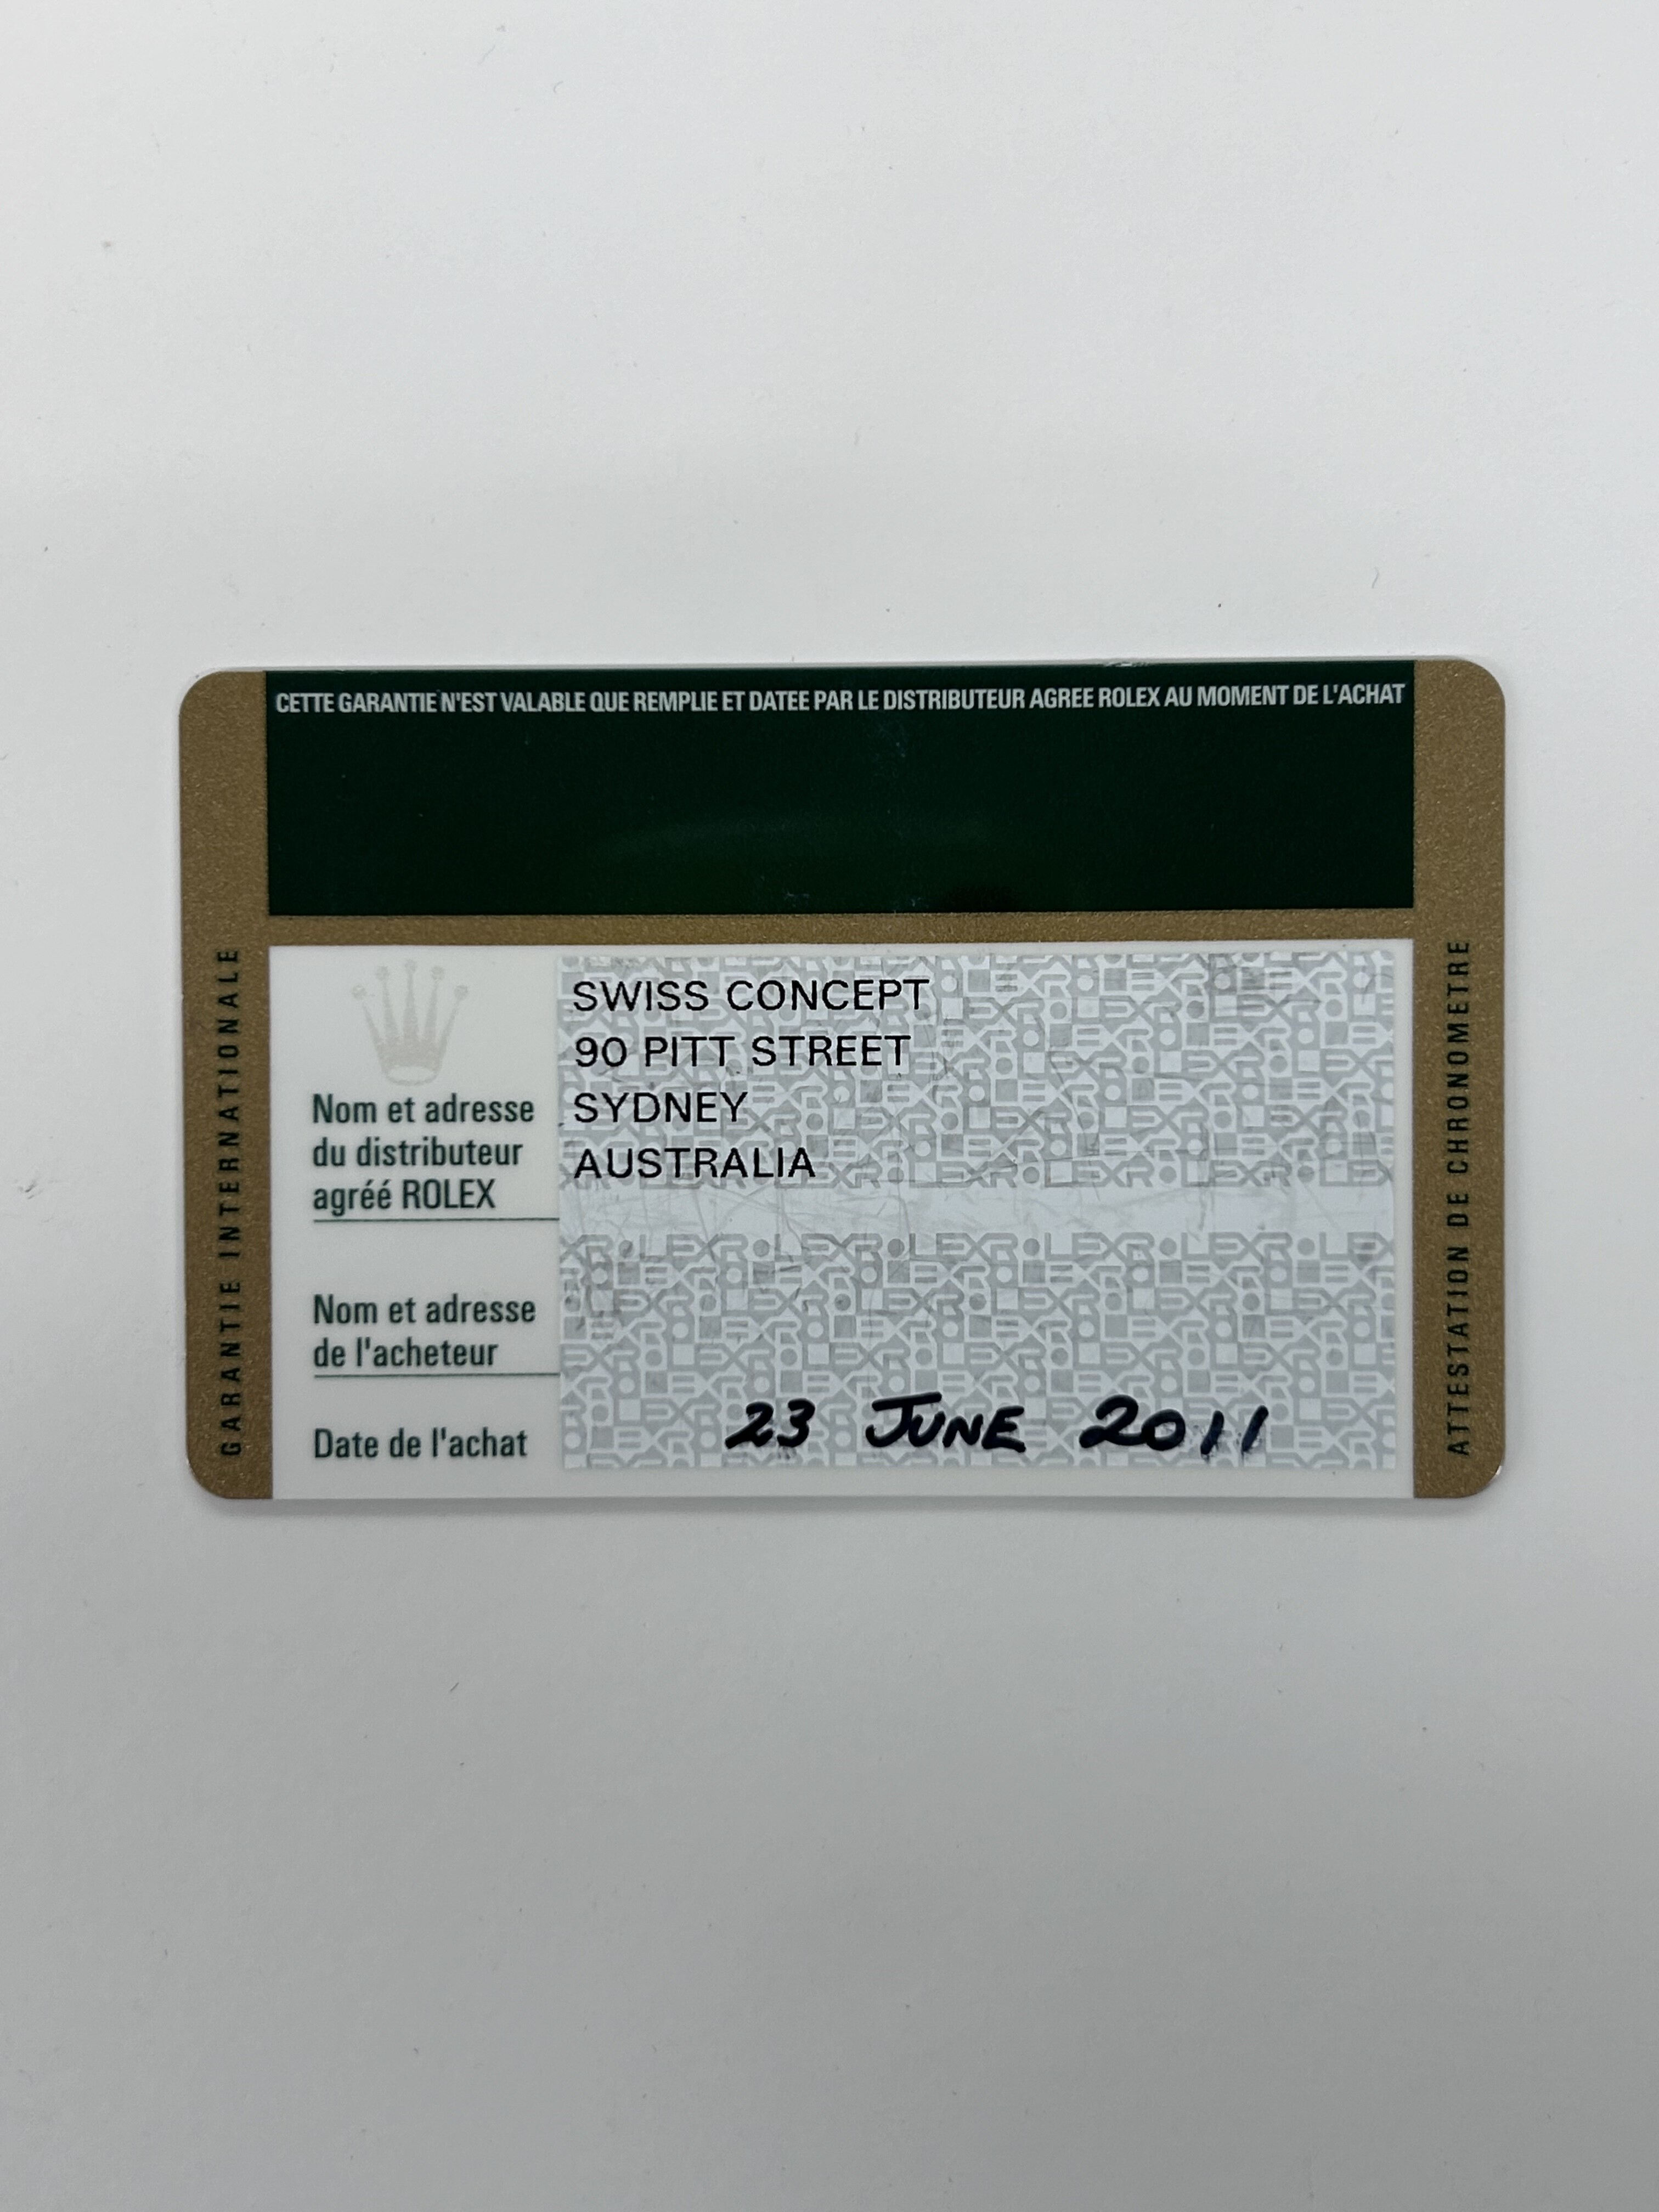 CETTE GARANTIE N'EST VALABLE QUE REMPLIE ET DATEE PAR LE DISTRIBUTEUR AGREE ROLEX AU MOMENT DE L'ACHAT
GARANTIE INTERNATIONALE
SWISS CONCEPT
90 PITT STREET
SYDNEY
AUSTRALIA
Nom et adresse
du distributeur
agréé ROLEX
Nom et adresse
de l'acheteur
Date de l'achat
23 JUNE 2011
ATTESTATION DE CHRONOMETRE